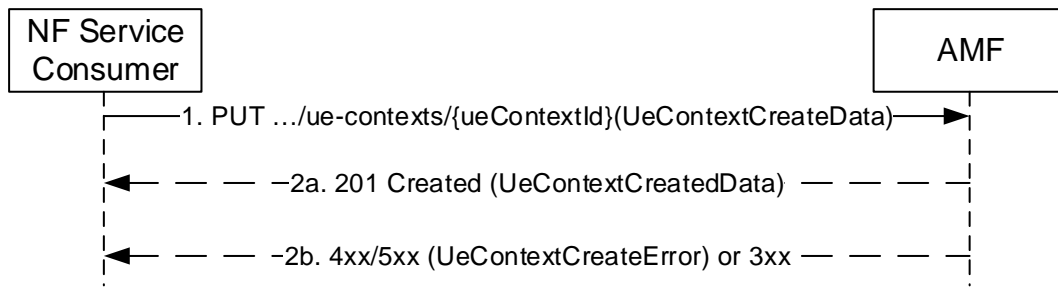 NF Service
Consumer
AMF
1. PUT …/ue-contexts/{ueContextId}(UeContextCreateData)
2a. 201 Created (UeContextCreatedData)
2b. 4xx/5xx (UeContextCreateError) or 3xx